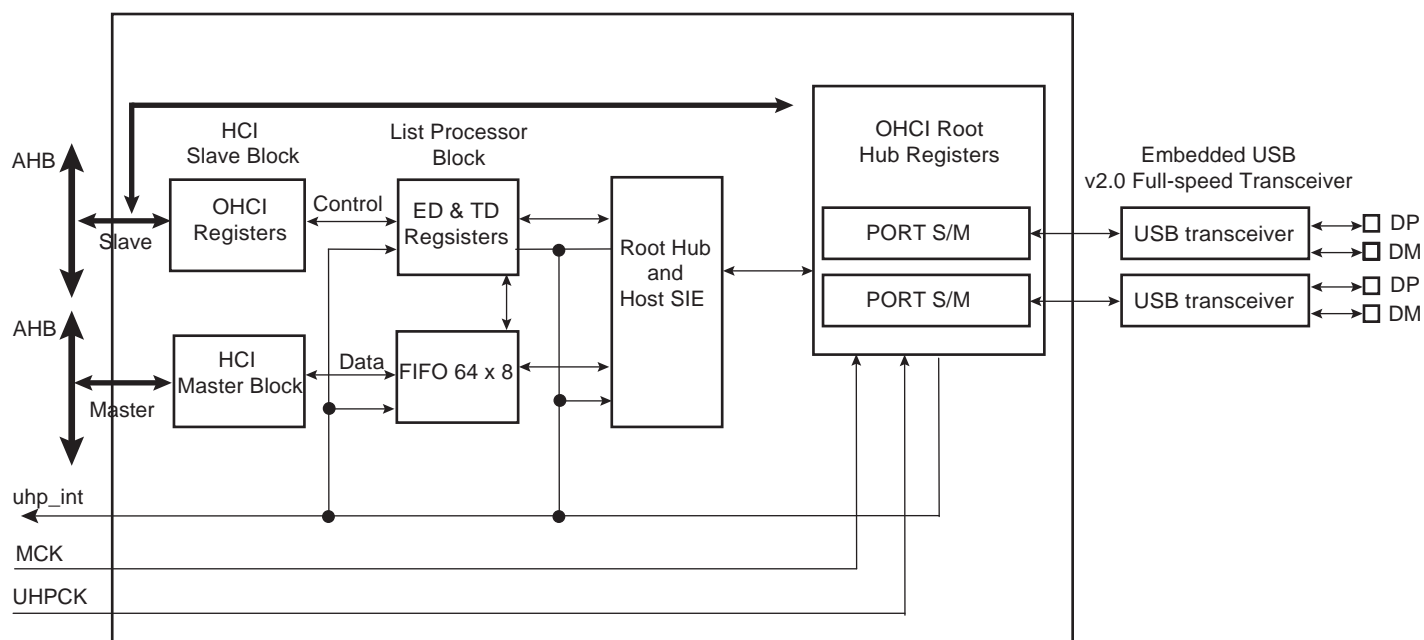 HCI
Slave Block
List Processor
Block
OHCI Root
Hub Registers
Embedded USB
v2.0 Full-speed Transceiver
AHB
Slave
OHCI
Registers
Control
ED & TD
Regsisters
Root Hub
and
Host SIE
PORT S/M
USB transceiver
DP
DM
PORT S/M
USB transceiver
DP
DM
AHB
Master
HCI
Master Block
Data
FIFO 64 x 8
uhp_int
MCK
UHPCK